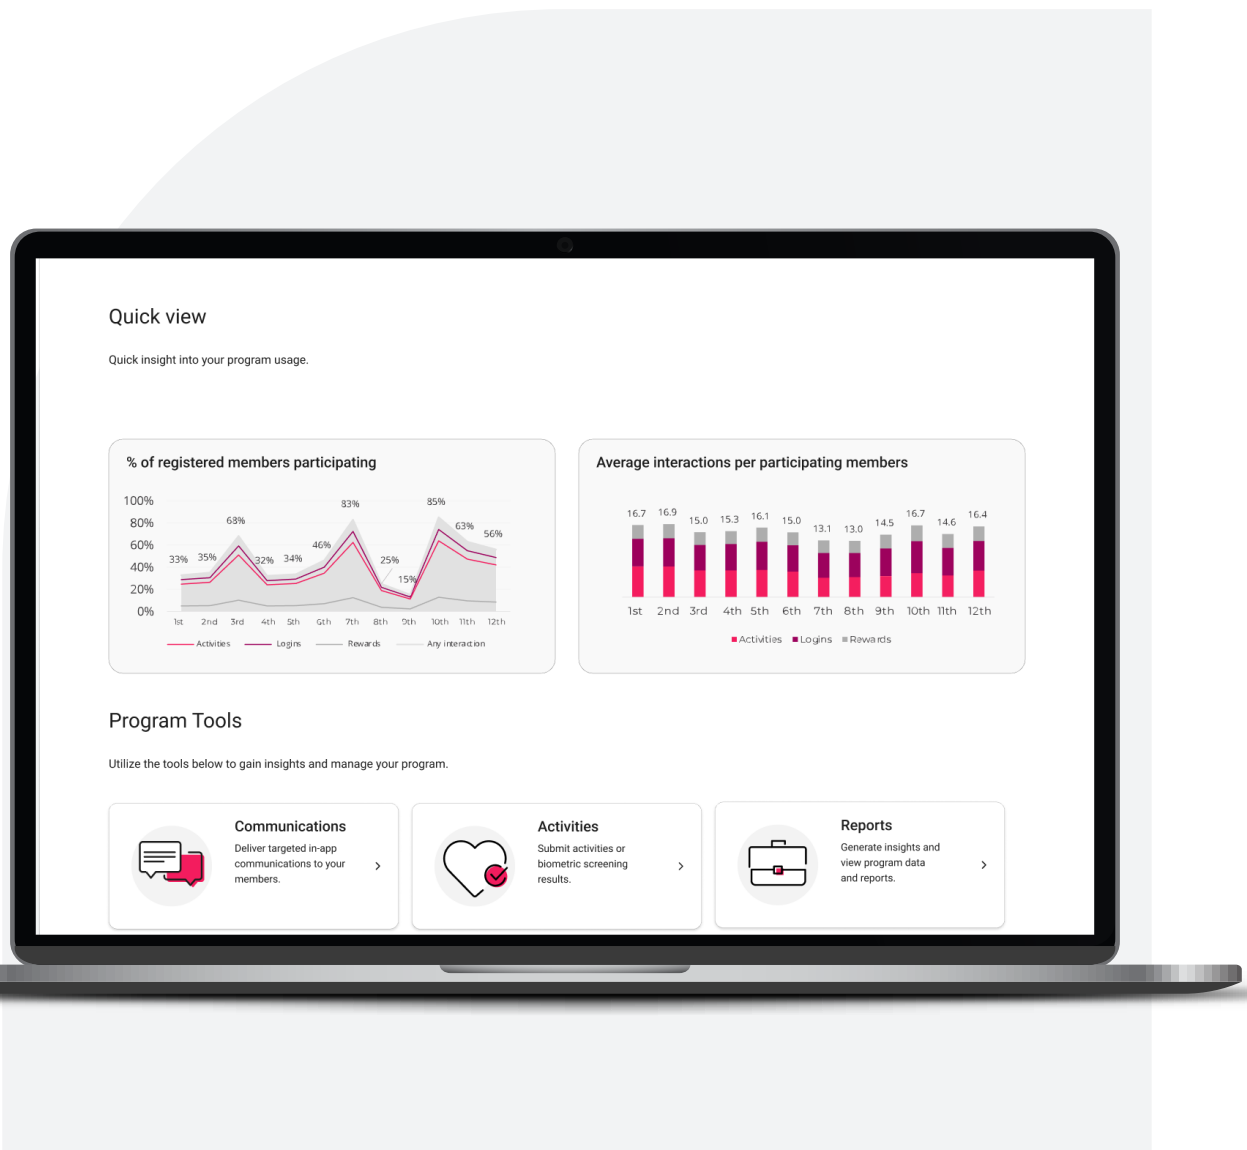 Quick view
Quick insight into your program usage.
% of registered members participating
100%
80%
60%
40%
20%
0%
33%
35%
68%
32%
34%
46%
83%
25%
15%
85%
63%
56%
1st 2nd 3rd 4th 5th 6th 7th 8th 9th 10th 11th 12th
Activities Logins Rewards Any interaction
Average interactions per participating members
16.7 16.9 15.0 15.3 16.1 15.0 13.1 13.0 14.5 16.7 14.6 16.4
1st 2nd 3rd 4th 5th 6th 7th 8th 9th 10th 11th 12th
Activities Logins Rewards
Program Tools
Utilize the tools below to gain insights and manage your program.
Communications
Deliver targeted in-app
communications to your
members.
Activities
Submit activities or
biometric screening
results.
Reports
Generate insights and
view program data
and reports.